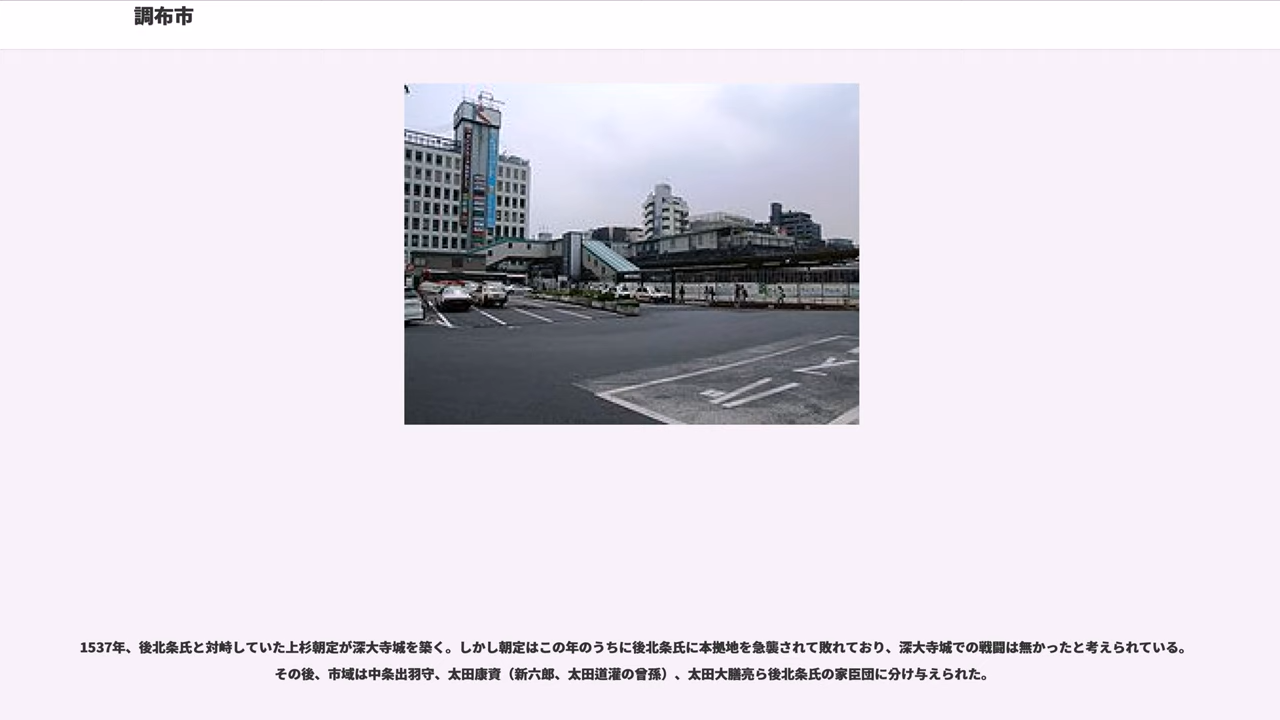 調布市
1537年、後北条氏と対峙していた上杉朝定が深大寺城を築く。しかし朝定はこの年のうちに後北条氏に本拠地を急襲されて敗れており、深大寺城での戦闘は無かったと考えられている。
その後、市域は中条出羽守、太田康資（新六郎、太田道灌の曾孫）、太田大膳亮ら後北条氏の家臣団に分け与えられた。